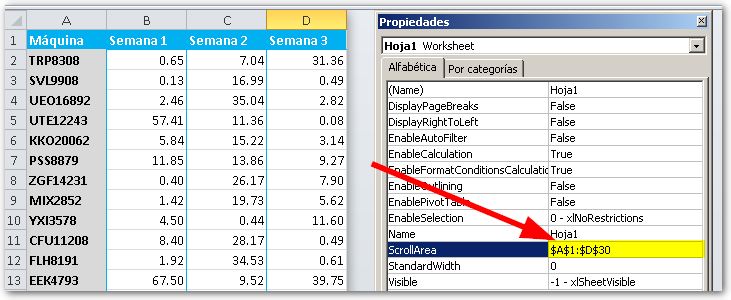 A B C D
1 Máquina Semana 1 Semana 2 Semana 3
2 TRP8308 0.65 7.04 31.36
3 SVL9908 0.13 16.99 0.49
4 UEO16892 2.46 35.04 2.82
5 UTE12243 57.41 11.36 0.08
6 KKO20062 5.84 15.22 3.14
7 PSS8879 11.85 13.86 9.27
8 ZGF14231 0.40 26.17 7.90
9 MIX2852 1.42 19.73 5.62
10 YXI3578 4.50 0.44 11.60
11 CFU11208 8.40 28.17 0.49
12 FLH8191 1.92 34.53 0.61
13 EEK4793 67.50 9.52 39.75
Propiedades
Hoja1 Worksheet
Alfabética Por categorías
(Name) Hoja1
DisplayPageBreaks False
DisplayRightToLeft False
EnableAutoFilter False
EnableCalculation True
EnableFormatConditionsCalculatio True
EnableOutlining False
EnablePivotTable False
EnableSelection 0 - xlNoRestrictions
Name Hoja1
ScrollArea $A$1:$D$30
StandardWidth 0
Visible -1 - xlSheetVisible